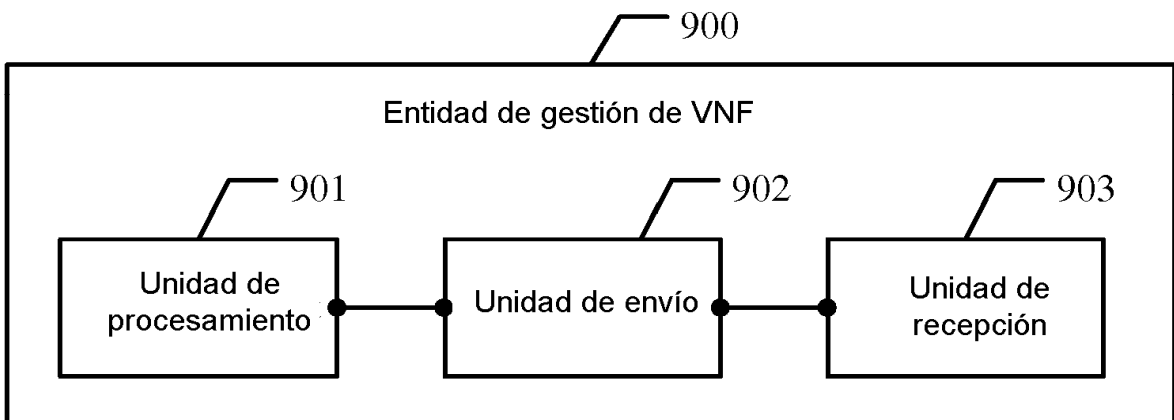 900
Entidad de gestión de VNF
901
902
903
Unidad de
procesamiento
Unidad de envío
Unidad de
recepción